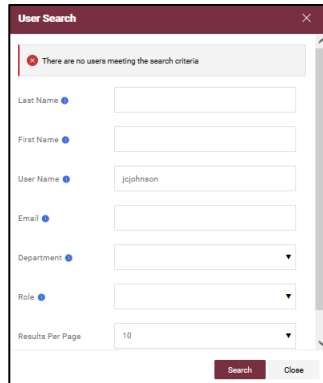 User Search
There are no users meeting the search criteria
Last Name
First Name
User Name jcjohnson
Email
Department
Role
Results Per Page 10
Search Close